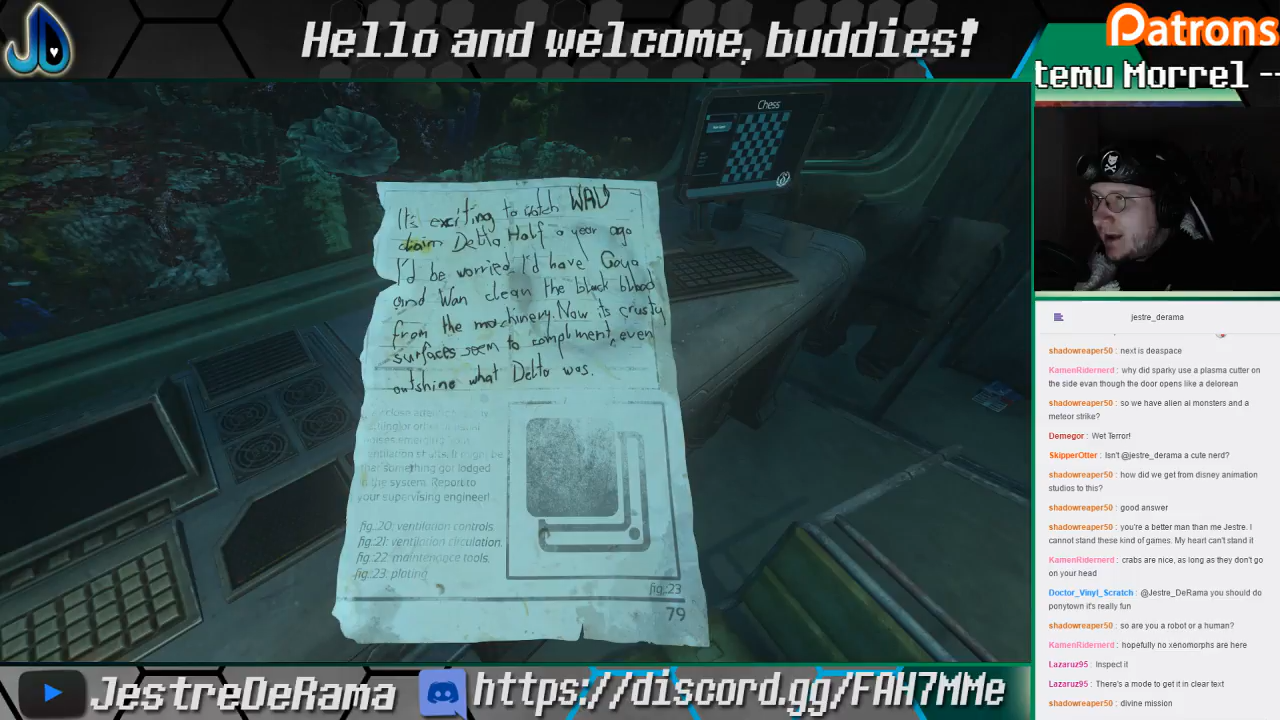 Hello and welcome, buddies!
Patrons
temu Morrel --
Chess
It's exciting to watch WAU
claim Delta Half a year ago
I'd be worried I'd have Goya
and Wan clean the black blood
from the machinery. Now its crusty
surfaces seem to compliment, even
outshine what Delta was.
the system. Report to
your supervising engineer!
fig.:20: ventilation controls.
fig.:21: ventilation circulation.
fig.:22 maintenance tools.
fig.:23: plating
fig.:23
79
jestre_derama
shadowreaper50 : next is deaspace
KamenRidernerd : why did sparky use a plasma cutter on
the side evan though the door opens like a delorean
shadowreaper50 : so we have alien ai monsters and a
meteor strike?
Demegor : Wet Terror!
SkipperOtter : Isn't @jestre_derama a cute nerd?
shadowreaper50 : how did we get from disney animation
studios to this?
shadowreaper50 : good answer
shadowreaper50 : you're a better man than me Jestre. I
cannot stand these kind of games. My heart can't stand it
KamenRidernerd : crabs are nice, as long as they don't go
on your head
Doctor_Vinyl_Scratch : @Jestre_DeRama you should do
ponytown it's really fun
shadowreaper50 : so are you a robot or a human?
KamenRidernerd : hopefully no xenomorphs are here
Lazaruz95 : Inspect it
Lazaruz95 : There's a mode to get it in clear text
shadowreaper50 : divine mission
JestreDeRama
https://discord.gg/FAH7MMe